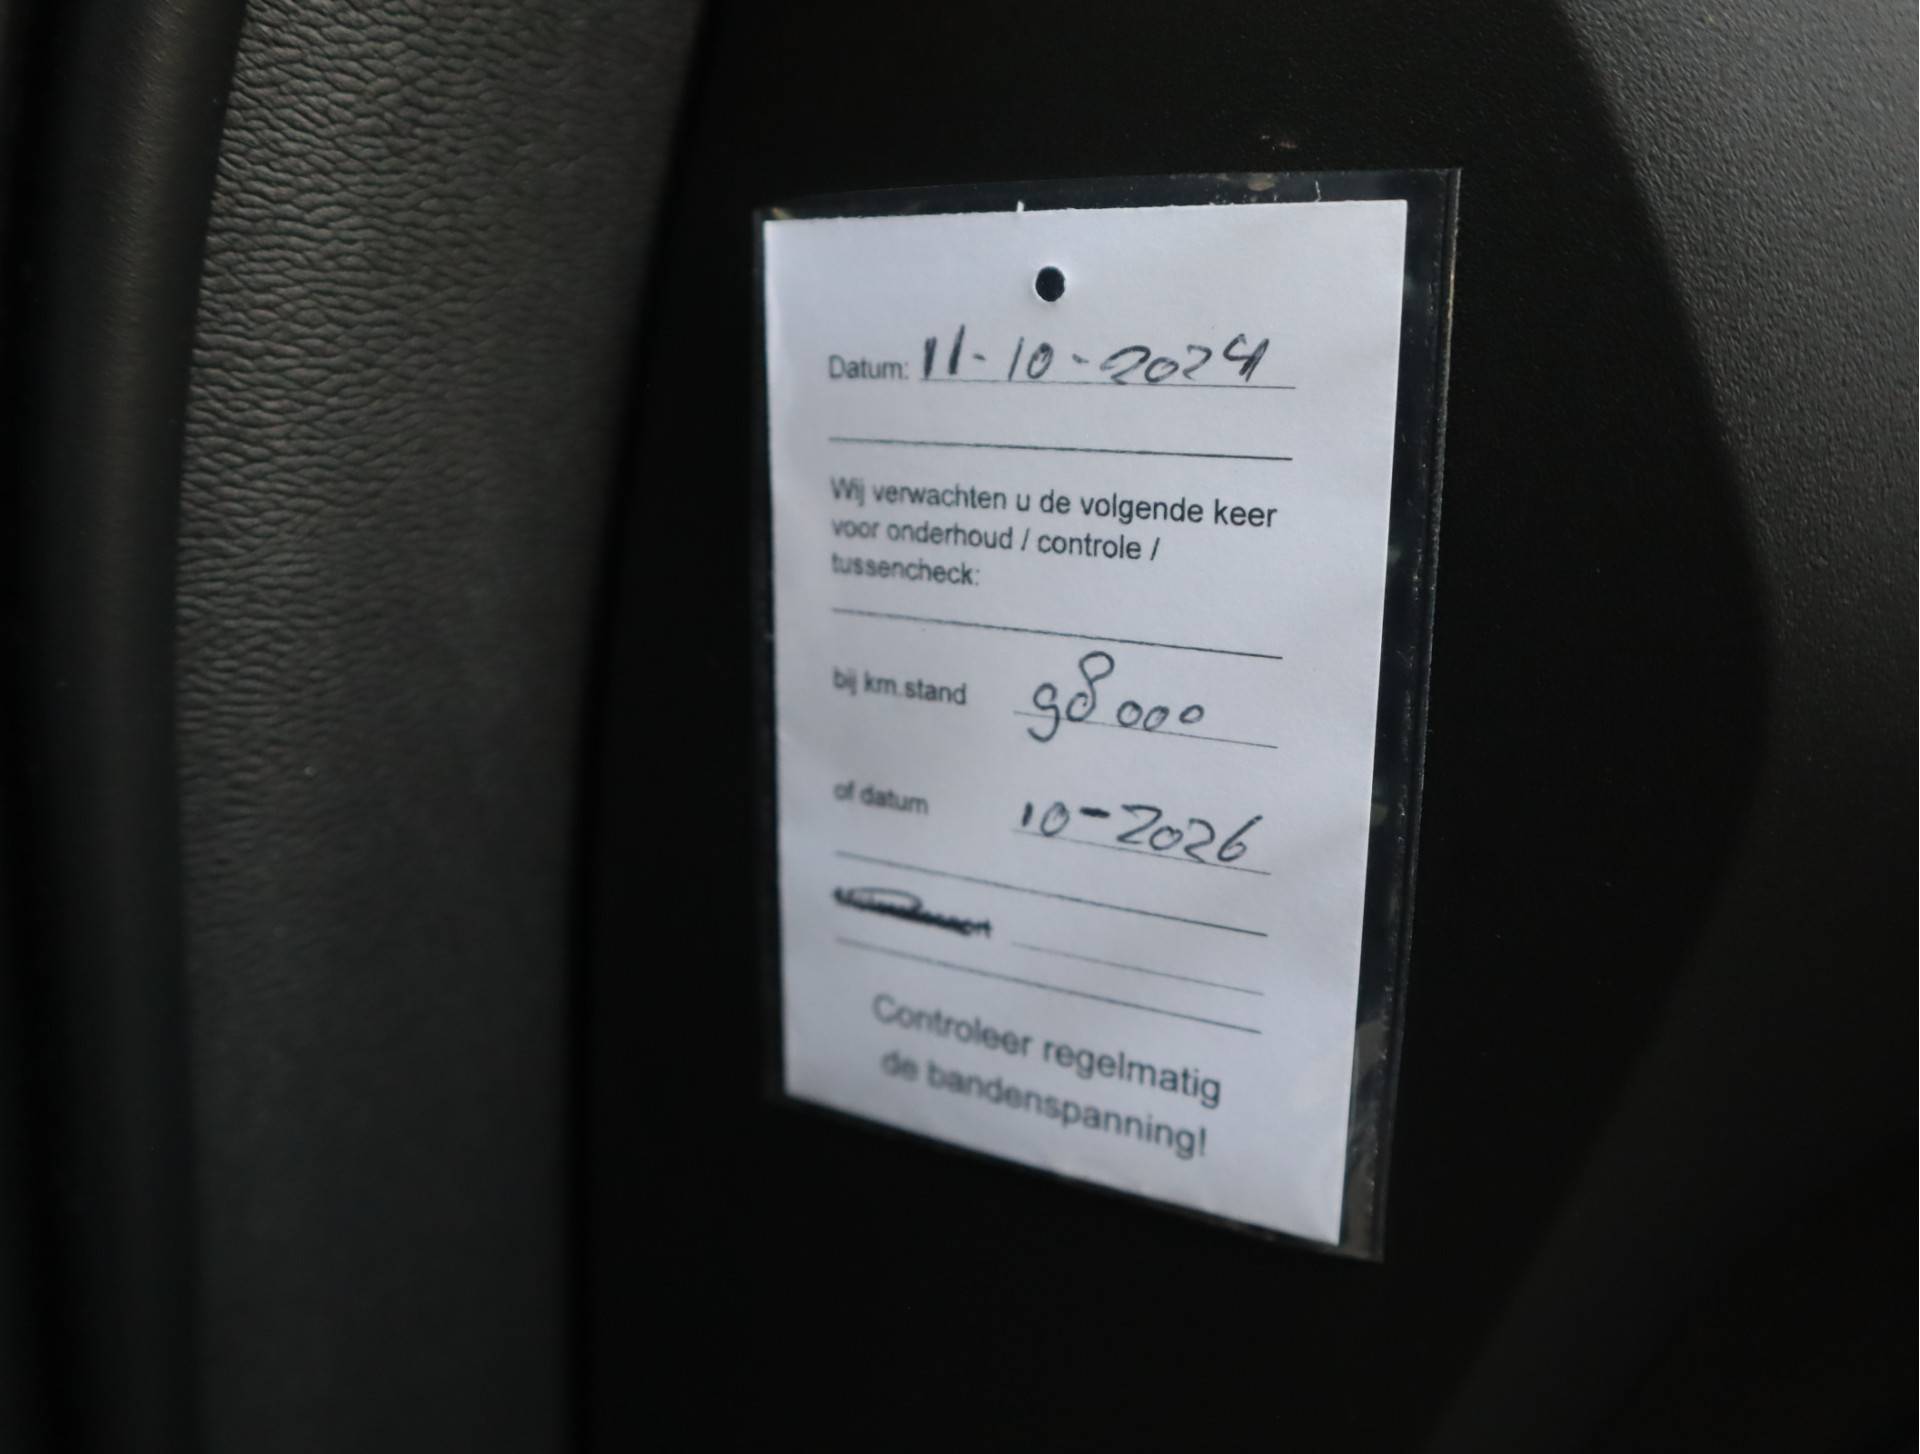 Datum: 11-10-2024
Wij verwachten u de volgende keer
voor onderhoud / controle /
tussencheck:
bij km.stand 98000
of datum 10-2026
Controleer regelmatig
de bandenspanning!